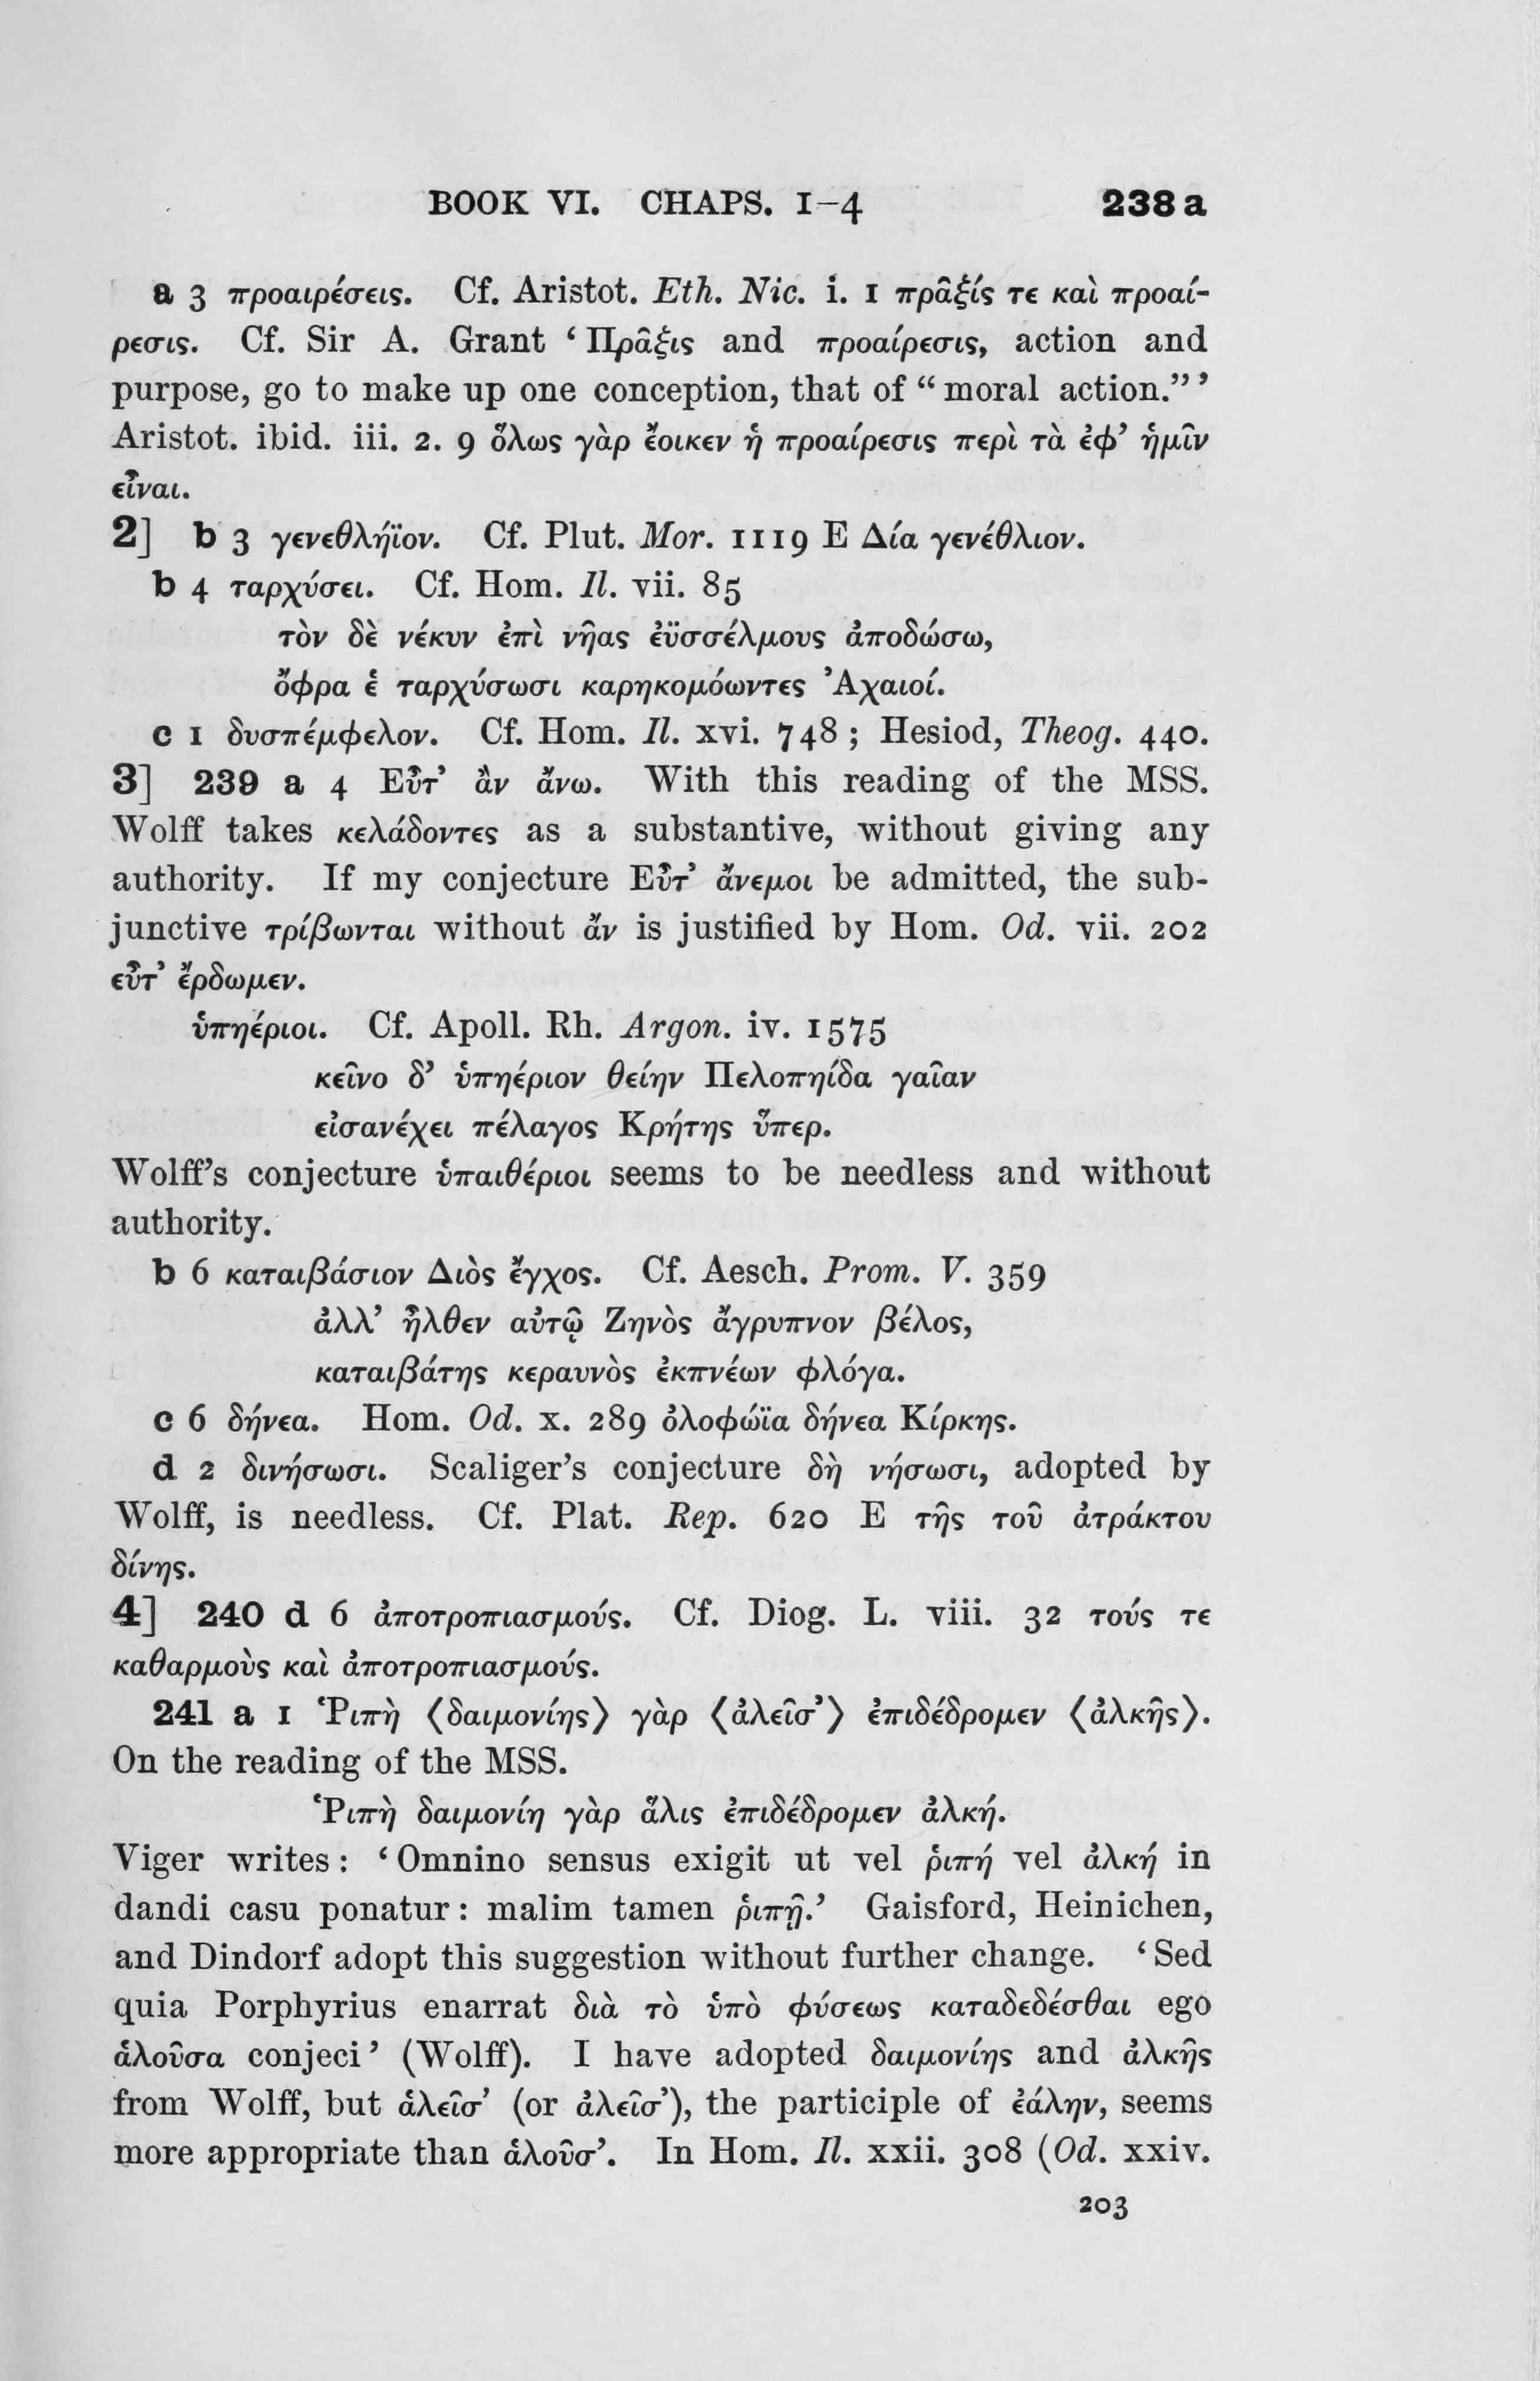 BOOK VI. CHAPS. 1–4 238 a
a 3 προαιρέσεις. Cf. Aristot. Eth. Nic. i. 1 πρᾶξίς τε καὶ προαί-
ρεσις. Cf. Sir A. Grant ‘Πρᾶξις and προαίρεσις, action and
purpose, go to make up one conception, that of “moral action.”’
Aristot. ibid. iii. 2. 9 ὅλως γὰρ ἔοικεν ἡ προαίρεσις περὶ τὰ ἐφ’ ἡμῖν
εἶναι.
2] b 3 γενεθλήϊον. Cf. Plut. Mor. 1119 E Δία γενέθλιον.
b 4 ταρχύσει. Cf. Hom. Il. vii. 85
τὸν δὲ νέκυν ἐπὶ νῆας ἐϋσσέλμους ἀποδώσω,
ὄφρα ἑ ταρχύσωσι καρηκομόωντες Ἀχαιοί.
c 1 δυσπέμφελον. Cf. Hom. Il. xvi. 748; Hesiod, Theog. 440.
3] 239 a 4 Εὖτ’ ἂν ἄνω. With this reading of the MSS.
Wolff takes κελάδοντες as a substantive, without giving any
authority. If my conjecture Εὖτ’ ἄνεμοι be admitted, the sub-
junctive τρίβωνται without ἄν is justified by Hom. Od. vii. 202
εὖτ’ ἔρδωμεν.
ὑπηέριοι. Cf. Apoll. Rh. Argon. iv. 1575
κεῖνο δ’ ὑπηέριον θείην Πελοπηίδα γαῖαν
εἰσανέχει πέλαγος Κρήτης ὕπερ.
Wolff’s conjecture ὑπαιθέριοι seems to be needless and without
authority.
b 6 καταιβάσιον Διὸς ἔγχος. Cf. Aesch. Prom. V. 359
ἀλλ’ ἦλθεν αὐτῷ Ζηνὸς ἄγρυπνον βέλος,
καταιβάτης κεραυνὸς ἐκπνέων φλόγα.
c 6 δήνεα. Hom. Od. x. 289 ὀλοφώϊα δήνεα Κίρκης.
d 2 δινήσωσι. Scaliger’s conjecture δὴ νήσωσι, adopted by
Wolff, is needless. Cf. Plat. Rep. 620 E τῆς τοῦ ἀτράκτου
δίνης.
4] 240 d 6 ἀποτροπιασμούς. Cf. Diog. L. viii. 32 τούς τε
καθαρμοὺς καὶ ἀποτροπιασμούς.
241 a 1 Ῥιπὴ ⟨δαιμονίης⟩ γὰρ ⟨ἀλεῖσ’⟩ ἐπιδέδρομεν ⟨ἀλκῆς⟩.
On the reading of the MSS.
Ῥιπὴ δαιμονίη γὰρ ἅλις ἐπιδέδρομεν ἀλκή.
Viger writes: ‘Omnino sensus exigit ut vel ῥιπή vel ἀλκή in
dandi casu ponatur: malim tamen ῥιπῇ.’ Gaisford, Heinichen,
and Dindorf adopt this suggestion without further change. ‘Sed
quia Porphyrius enarrat διὰ τὸ ὑπὸ φύσεως καταδεδέσθαι ego
ἁλοῦσα conjeci’ (Wolff). I have adopted δαιμονίης and ἀλκῆς
from Wolff, but ἁλεῖσ’ (or ἀλεῖσ’), the participle of ἐάλην, seems
more appropriate than ἁλοῦσ’. In Hom. Il. xxii. 308 (Od. xxiv.
203